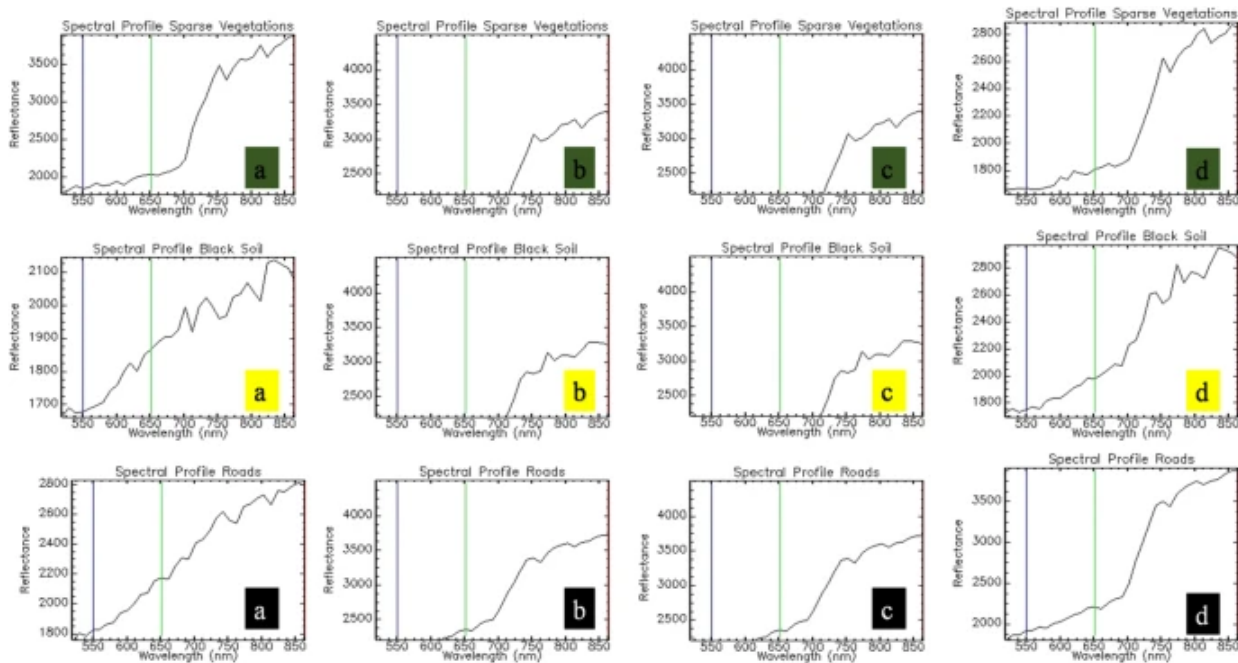 Spectral Profile Sparse Vegetations
Reflectance
3500
3000
2500
2000
a
550 600 650 700 750 800 850
Wavelength (nm)
Spectral Profile Sparse Vegetations
Reflectance
4000
3500
3000
2500
b
550 600 650 700 750 800 850
Wavelength (nm)
Spectral Profile Sparse Vegetations
Reflectance
4000
3500
3000
2500
c
550 600 650 700 750 800 850
Wavelength (nm)
Spectral Profile Sparse Vegetations
Reflectance
2800
2600
2400
2200
2000
1800
d
550 600 650 700 750 800 850
Wavelength (nm)
Spectral Profile Black Soil
Reflectance
2100
2000
1900
1800
1700
a
550 600 650 700 750 800 850
Wavelength (nm)
Spectral Profile Black Soil
Reflectance
4000
3500
3000
2500
b
550 600 650 700 750 800 850
Wavelength (nm)
Spectral Profile Black Soil
Reflectance
4000
3500
3000
2500
c
550 600 650 700 750 800 850
Wavelength (nm)
Spectral Profile Black Soil
Reflectance
2800
2600
2400
2200
2000
1800
d
550 600 650 700 750 800 850
Wavelength (nm)
Spectral Profile Roads
Reflectance
2800
2600
2400
2200
2000
1800
a
550 600 650 700 750 800 850
Wavelength (nm)
Spectral Profile Roads
Reflectance
4000
3500
3000
2500
b
550 600 650 700 750 800 850
Wavelength (nm)
Spectral Profile Roads
Reflectance
4000
3500
3000
2500
c
550 600 650 700 750 800 850
Wavelength (nm)
Spectral Profile Roads
Reflectance
3500
3000
2500
2000
d
550 600 650 700 750 800 850
Wavelength (nm)